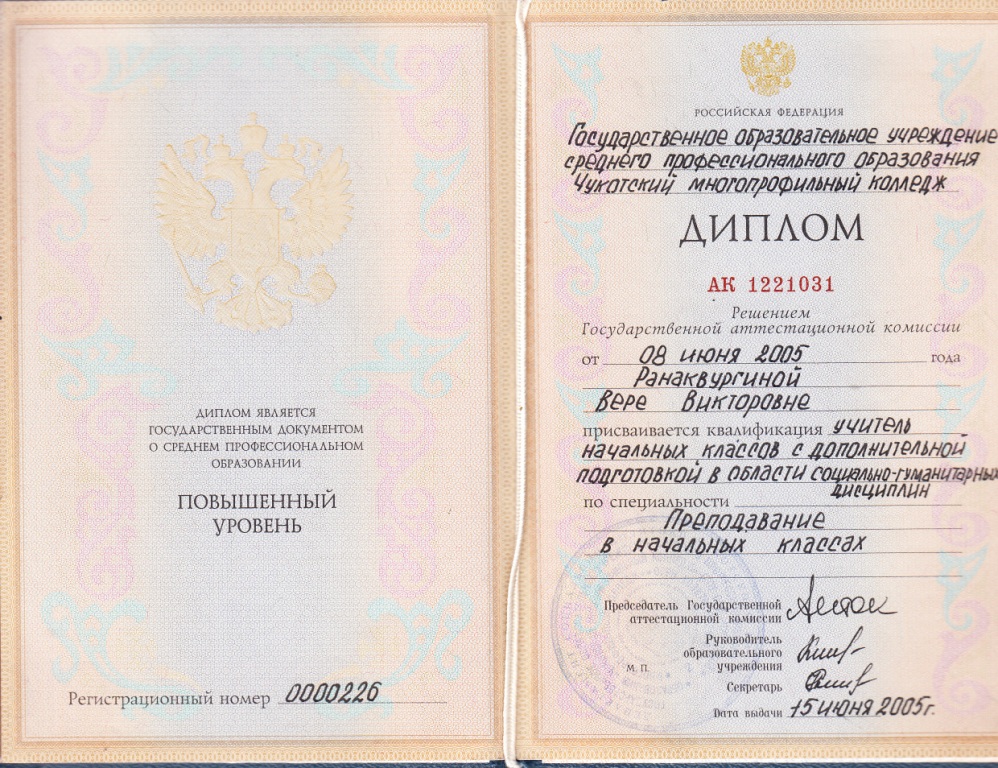 ДИПЛОМ ЯВЛЯЕТСЯ
ГОСУДАРСТВЕННЫМ ДОКУМЕНТОМ
О СРЕДНЕМ ПРОФЕССИОНАЛЬНОМ
ОБРАЗОВАНИИ
ПОВЫШЕННЫЙ
УРОВЕНЬ
Регистрационный номер 0000226
РОССИЙСКАЯ ФЕДЕРАЦИЯ
Государственное образовательное учреждение
среднего профессионального образования
Чукотский многопрофильный колледж
ДИПЛОМ
АК 1221031
Решением
Государственной аттестационной комиссии
от 08 июня 2005 года
Ранаквургиной
Вере Викторовне
присваивается квалификация учитель
начальных классов с дополнительной
подготовкой в области социально-гуманитарных
дисциплин
по специальности
Преподавание
в начальных классах
Председатель Государственной
аттестационной комиссии
Руководитель
образовательного
учреждения
М. П.
Секретарь
Дата выдачи 15 июня 2005г.